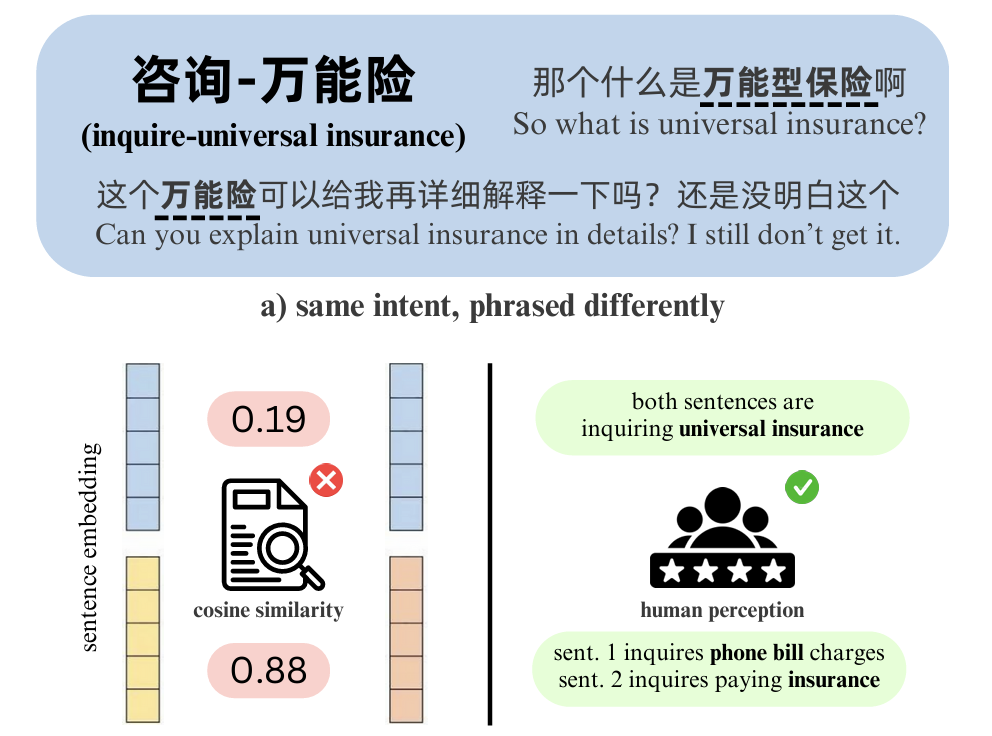 咨询-万能险
(inquire-universal insurance)
那个什么是万能型保险啊
So what is universal insurance?
这个万能险可以给我再详细解释一下吗？还是没明白这个
Can you explain universal insurance in details? I still don’t get it.
a) same intent, phrased differently
sentence embedding
0.19
cosine similarity
0.88
both sentences are
inquiring universal insurance
human perception
sent. 1 inquires phone bill charges
sent. 2 inquires paying insurance